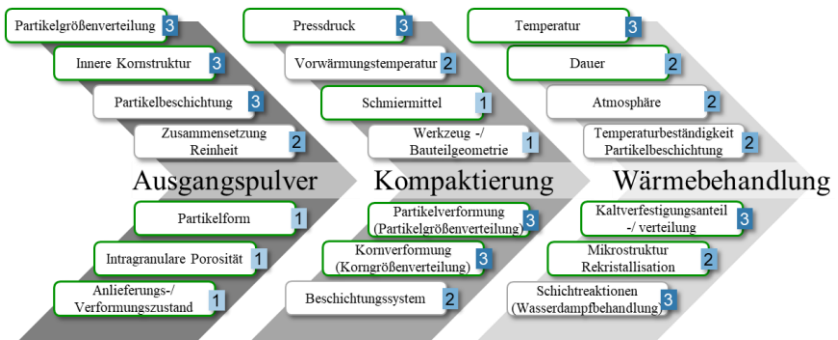 Partikelgrößenverteilung 3
Innere Kornstruktur 3
Partikelbeschichtung 3
Zusammensetzung
Reinheit 2
Ausgangspulver
Partikelform 1
Intragranulare Porosität 1
Anlieferungs-/
Verformungszustand 1
Pressdruck 3
Vorwärmungstemperatur 2
Schmiermittel 1
Werkzeug -/
Bauteilgeometrie 1
Kompaktierung
Partikelverformung
(Partikelgrößenverteilung) 3
Kornverformung
(Korngrößenverteilung) 3
Beschichtungssystem 2
Temperatur 3
Dauer 2
Atmosphäre 2
Temperaturbeständigkeit
Partikelbeschichtung 2
Wärmebehandlung
Kaltverfestigungsanteil
-/ verteilung 3
Mikrostruktur
Rekristallisation 2
Schichtreaktionen
(Wasserdampfbehandlung) 3